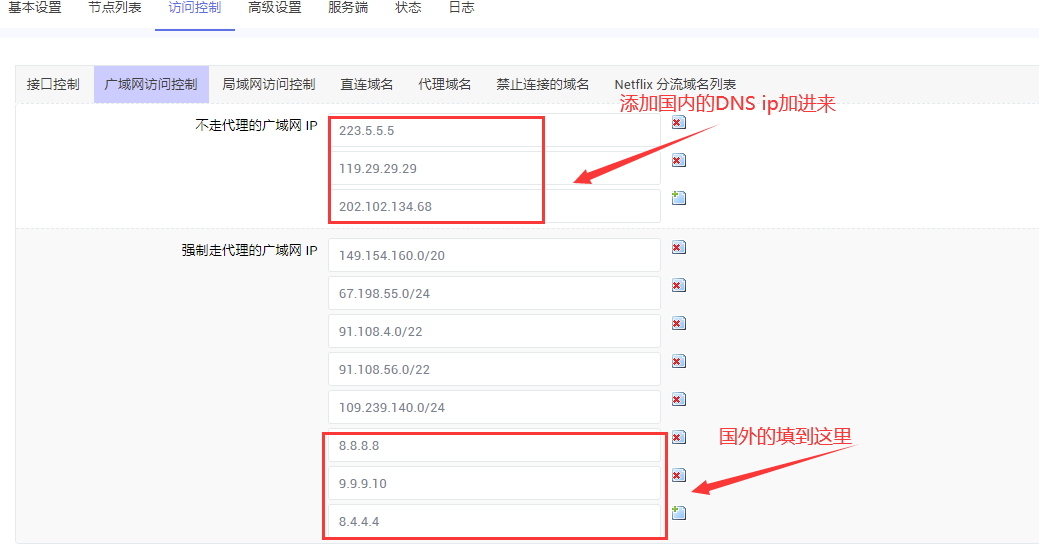 基本设置 节点列表 访问控制 高级设置 服务端 状态 日志
接口控制 广域网访问控制 局域网访问控制 直连域名 代理域名 禁止连接的域名 Netflix 分流域名列表
添加国内的DNS ip加进来
不走代理的广域网 IP
223.5.5.5
119.29.29.29
202.102.134.68
强制走代理的广域网 IP
149.154.160.0/20
67.198.55.0/24
91.108.4.0/22
91.108.56.0/22
109.239.140.0/24
国外的填到这里
8.8.8.8
9.9.9.10
8.4.4.4